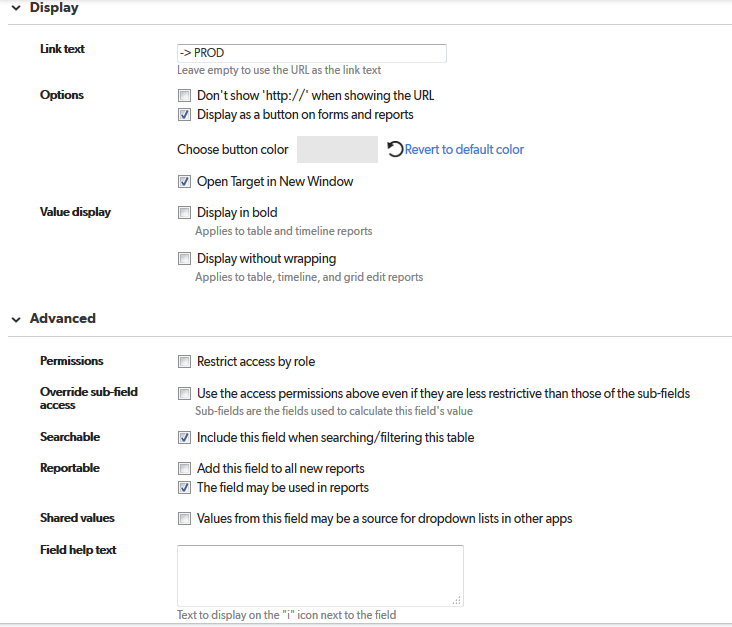 Display
Link text
-> PROD
Leave empty to use the URL as the link text
Options
Don't show 'http://' when showing the URL
Display as a button on forms and reports
Choose button color
Revert to default color
Open Target in New Window
Value display
Display in bold
Applies to table and timeline reports
Display without wrapping
Applies to table, timeline, and grid edit reports
Advanced
Permissions
Restrict access by role
Override sub-field
access
Use the access permissions above even if they are less restrictive than those of the sub-fields
Sub-fields are the fields used to calculate this field's value
Searchable
Include this field when searching/filtering this table
Reportable
Add this field to all new reports
The field may be used in reports
Shared values
Values from this field may be a source for dropdown lists in other apps
Field help text
Text to display on the "i" icon next to the field